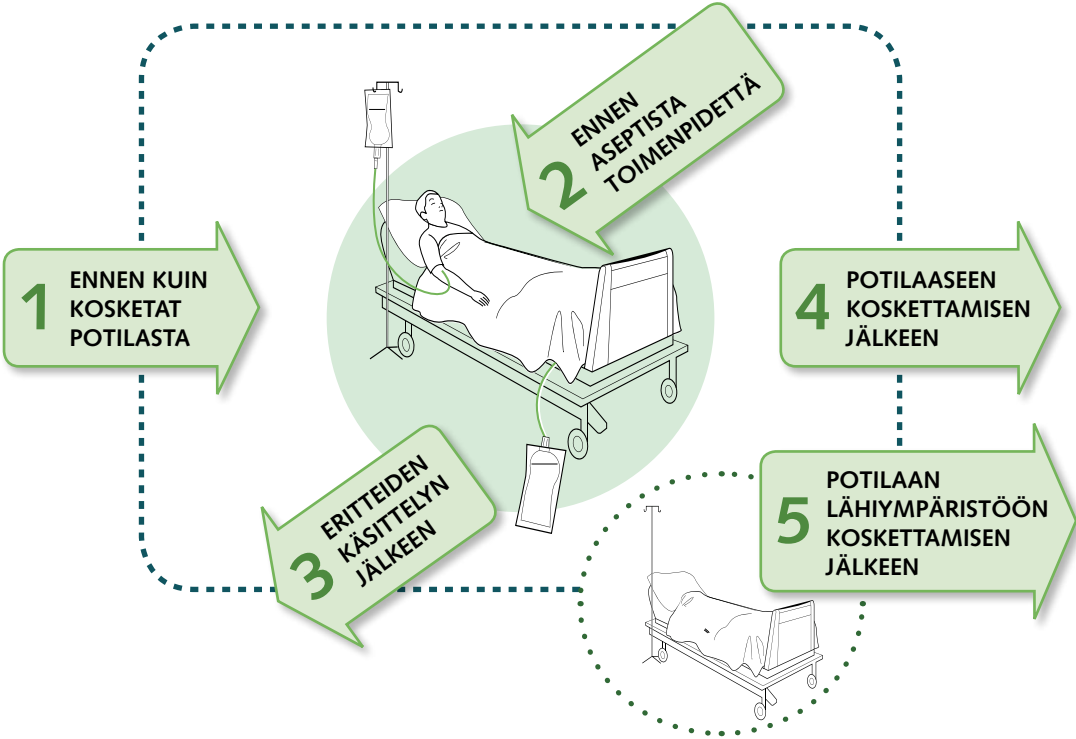 1
ENNEN KUIN
KOSKETAT
POTILASTA
2
ENNEN
ASEPTISTA
TOIMENPIDETTÄ
3
ERITTEIDEN
KÄSITTELYN
JÄLKEEN
4
POTILAASEEN
KOSKETTAMISEN
JÄLKEEN
5
POTILAAN
LÄHIYMPÄRISTÖÖN
KOSKETTAMISEN
JÄLKEEN